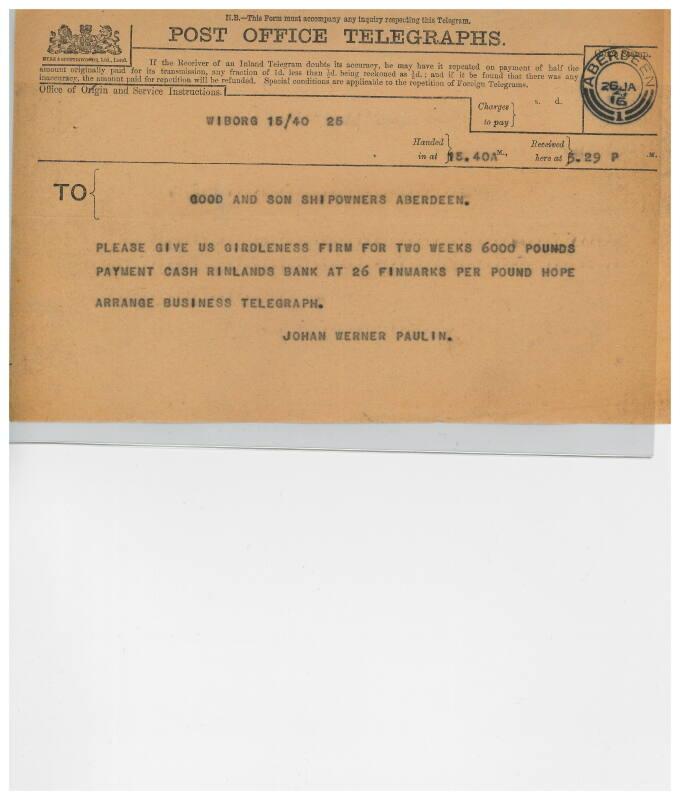 N.B.—This Form must accompany any inquiry respecting this Telegram.
POST OFFICE TELEGRAPHS.
If the Receiver of an Inland Telegram doubts its accuracy, he may have it repeated on payment of half the
amount originally paid for its transmission, any fraction of 1d. less than ½d. being reckoned as ½d.; and if it be found that there was any
inaccuracy, the amount paid for repetition will be refunded. Special conditions are applicable to the repetition of Foreign Telegrams.
Office of Origin and Service Instructions.
ABERDEEN
26 JA
16
1
Charges to pay
s. d.
WIBORG 15/40 25
Handed in at 15.40A M.,
Received here at 5.29 P .M.
TO
GOOD AND SON SHIPOWNERS ABERDEEN.
PLEASE GIVE US GIRDLENESS FIRM FOR TWO WEEKS 6000 POUNDS
PAYMENT CASH RINLANDS BANK AT 26 FINMARKS PER POUND HOPE
ARRANGE BUSINESS TELEGRAPH.
JOHAN WERNER PAULIN.